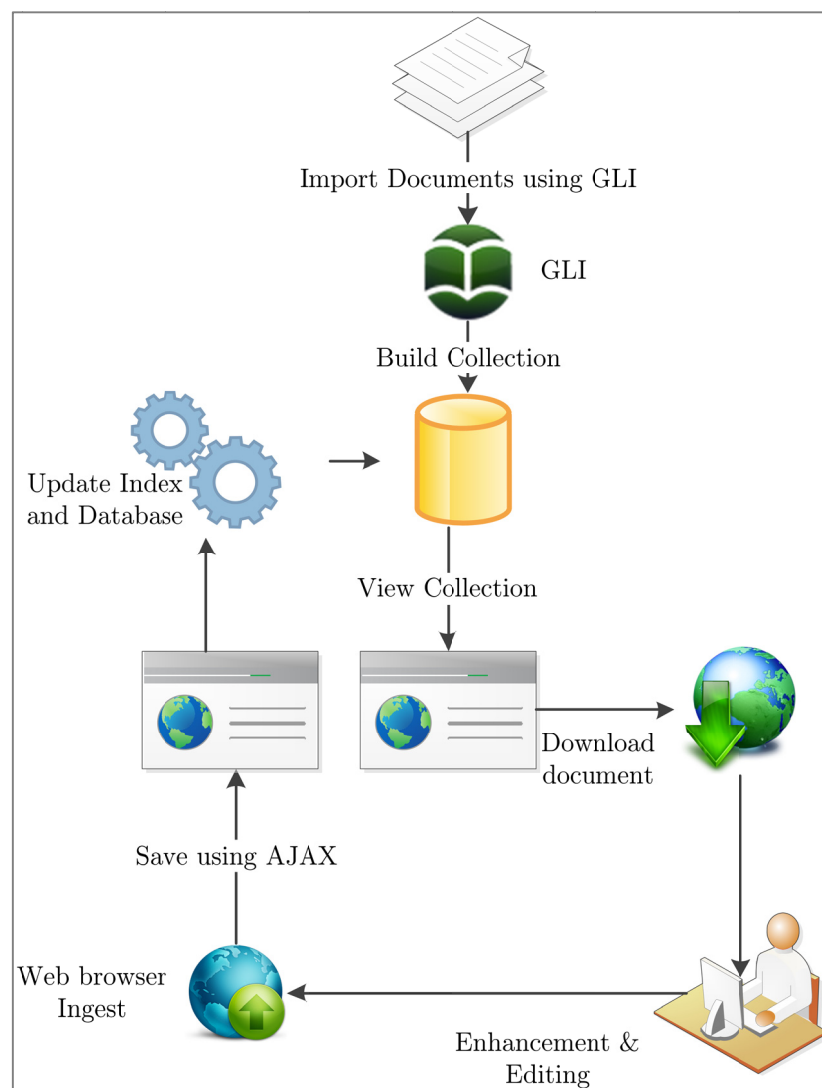 Import Documents using GLI
GLI
Build Collection
Update Index
and Database
View Collection
Download
document
Save using AJAX
Web browser
Ingest
Enhancement &
Editing